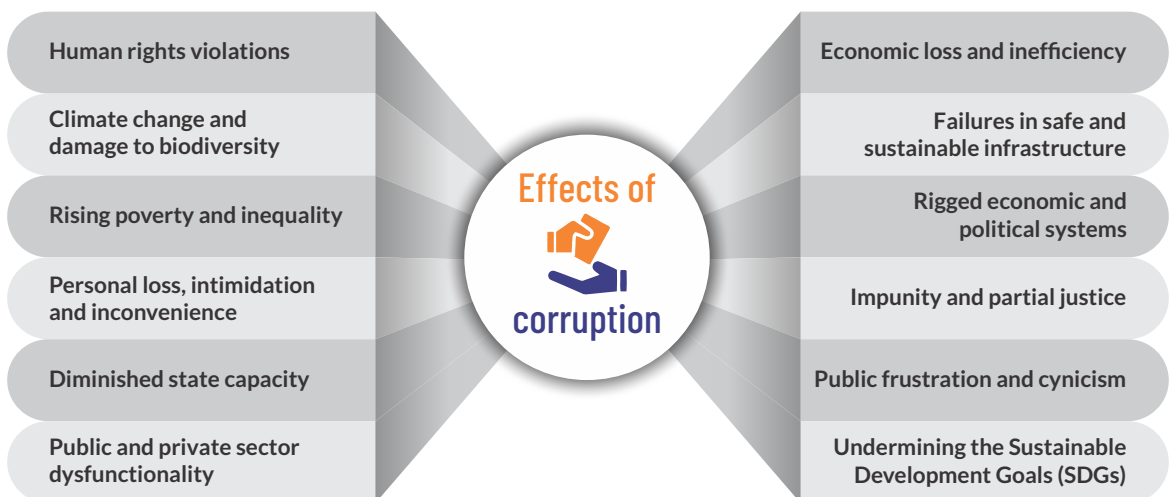 Human rights violations
Climate change and
damage to biodiversity
Rising poverty and inequality
Personal loss, intimidation
and inconvenience
Diminished state capacity
Public and private sector
dysfunctionality
Effects of
corruption
Economic loss and inefficiency
Failures in safe and
sustainable infrastructure
Rigged economic and
political systems
Impunity and partial justice
Public frustration and cynicism
Undermining the Sustainable
Development Goals (SDGs)